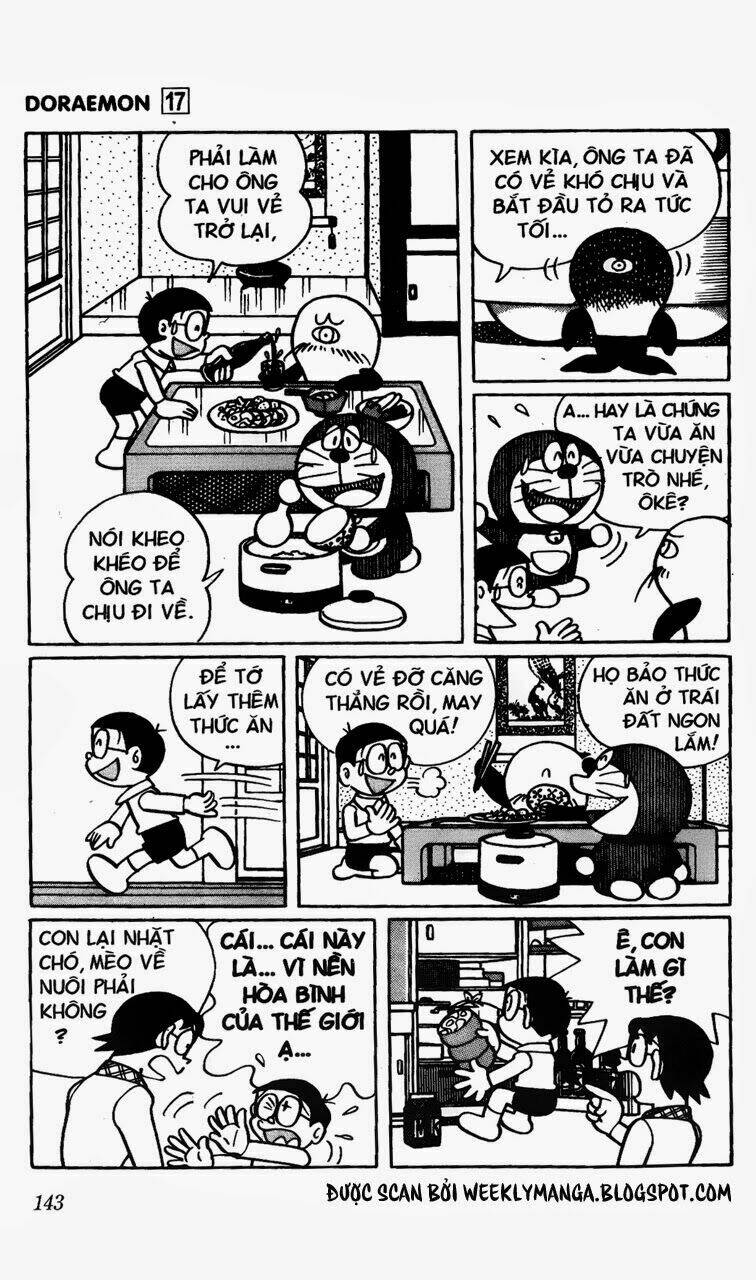 DORAEMON 17
XEM KÌA, ÔNG TA ĐÃ
CÓ VẺ KHÓ CHỊU VÀ
BẮT ĐẦU TỎ RA TỨC
TỐI...
A... HAY LÀ CHÚNG
TA VỪA ĂN
VỪA CHUYỆN
TRÒ NHÉ,
ÔKÊ?
PHẢI LÀM
CHO ÔNG
TA VUI VẺ
TRỞ LẠI,
NÓI KHEO
KHÉO ĐỂ
ÔNG TA
CHỊU ĐI VỀ.
HỌ BẢO THỨC
ĂN Ở TRÁI
ĐẤT NGON
LẮM!
CÓ VẺ ĐỠ CĂNG
THẲNG RỒI, MAY
QUÁ!
ĐỂ TỚ
LẤY THÊM
THỨC ĂN
...
Ê, CON
LÀM GÌ
THẾ?
CÁI... CÁI NÀY
LÀ... VÌ NỀN
HÒA BÌNH
CỦA THẾ GIỚI
Ạ...
CON LẠI NHẶT
CHÓ, MÈO VỀ
NUÔI PHẢI
KHÔNG
?
143
ĐƯỢC SCAN BỞI WEEKLYMANGA.BLOGSPOT.COM